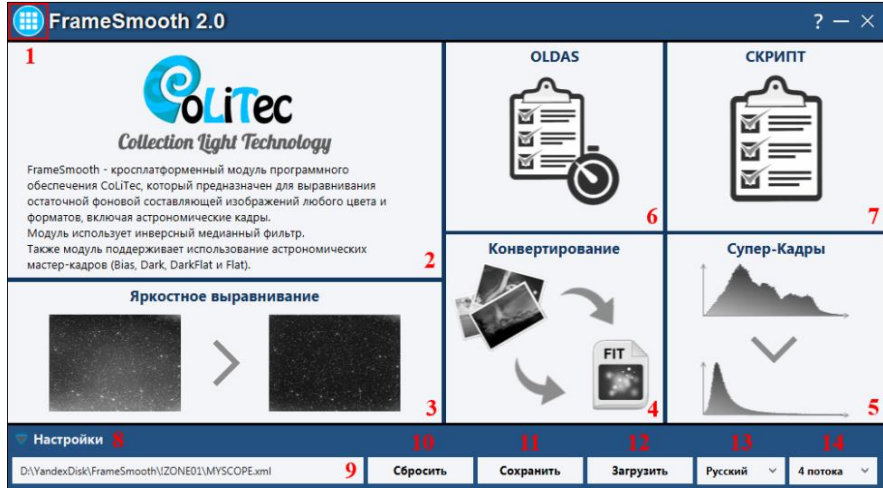 FrameSmooth 2.0
? — ×
1
CoLiTec
Collection Light Technology
FrameSmooth - кросплатформенный модуль программного
обеспечения CoLiTec, который предназначен для выравнивания
остаточной фоновой составляющей изображений любого цвета и
форматов, включая астрономические кадры.
Модуль использует инверсный медианный фильтр.
Также модуль поддерживает использование астрономических
мастер-кадров (Bias, Dark, DarkFlat и Flat).
2
OLDAS
6
СКРИПТ
7
Яркостное выравнивание
3
Конвертирование
FIT
4
Супер-Кадры
5
Настройки 8
10
11
12
13
14
D:\YandexDisk\FrameSmooth\IZONE01\MYSCOPE.xml 9
Сбросить
Сохранить
Загрузить
Русский
4 потока